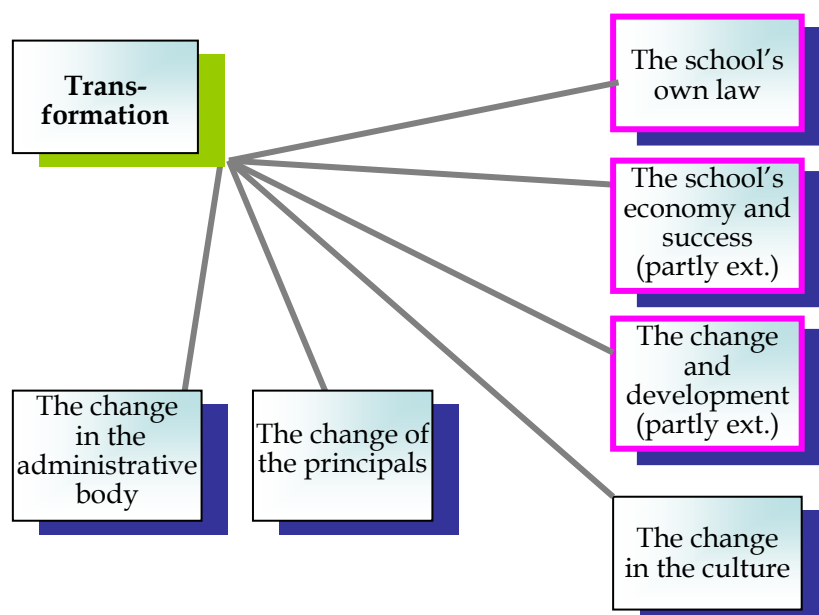 Trans-
formation
The school’s
own law
The school’s
economy and
success
(partly ext.)
The change
and
development
(partly ext.)
The change
in the
administrative
body
The change of
the principals
The change
in the culture